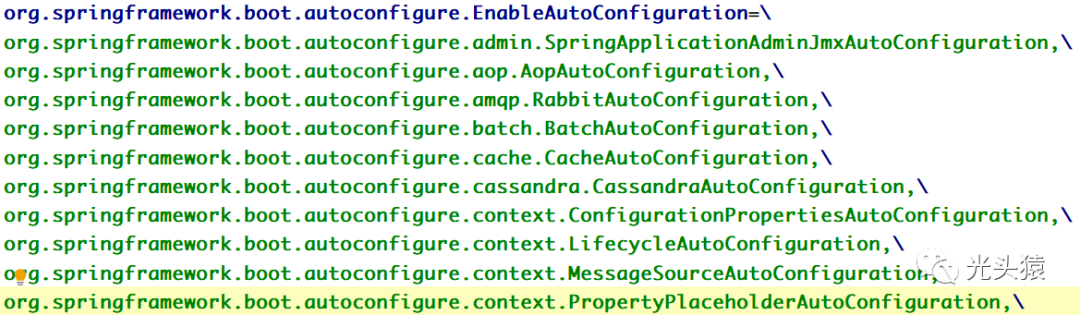 org.springframework.boot.autoconfigure.EnableAutoConfiguration=\
org.springframework.boot.autoconfigure.admin.SpringApplicationAdminJmxAutoConfiguration,\
org.springframework.boot.autoconfigure.aop.AopAutoConfiguration,\
org.springframework.boot.autoconfigure.amqp.RabbitAutoConfiguration,\
org.springframework.boot.autoconfigure.batch.BatchAutoConfiguration,\
org.springframework.boot.autoconfigure.cache.CacheAutoConfiguration,\
org.springframework.boot.autoconfigure.cassandra.CassandraAutoConfiguration,\
org.springframework.boot.autoconfigure.context.ConfigurationPropertiesAutoConfiguration,\
org.springframework.boot.autoconfigure.context.LifecycleAutoConfiguration,\
org.springframework.boot.autoconfigure.context.MessageSourceAutoConfiguration,
光头猿
org.springframework.boot.autoconfigure.context.PropertyPlaceholderAutoConfiguration,\